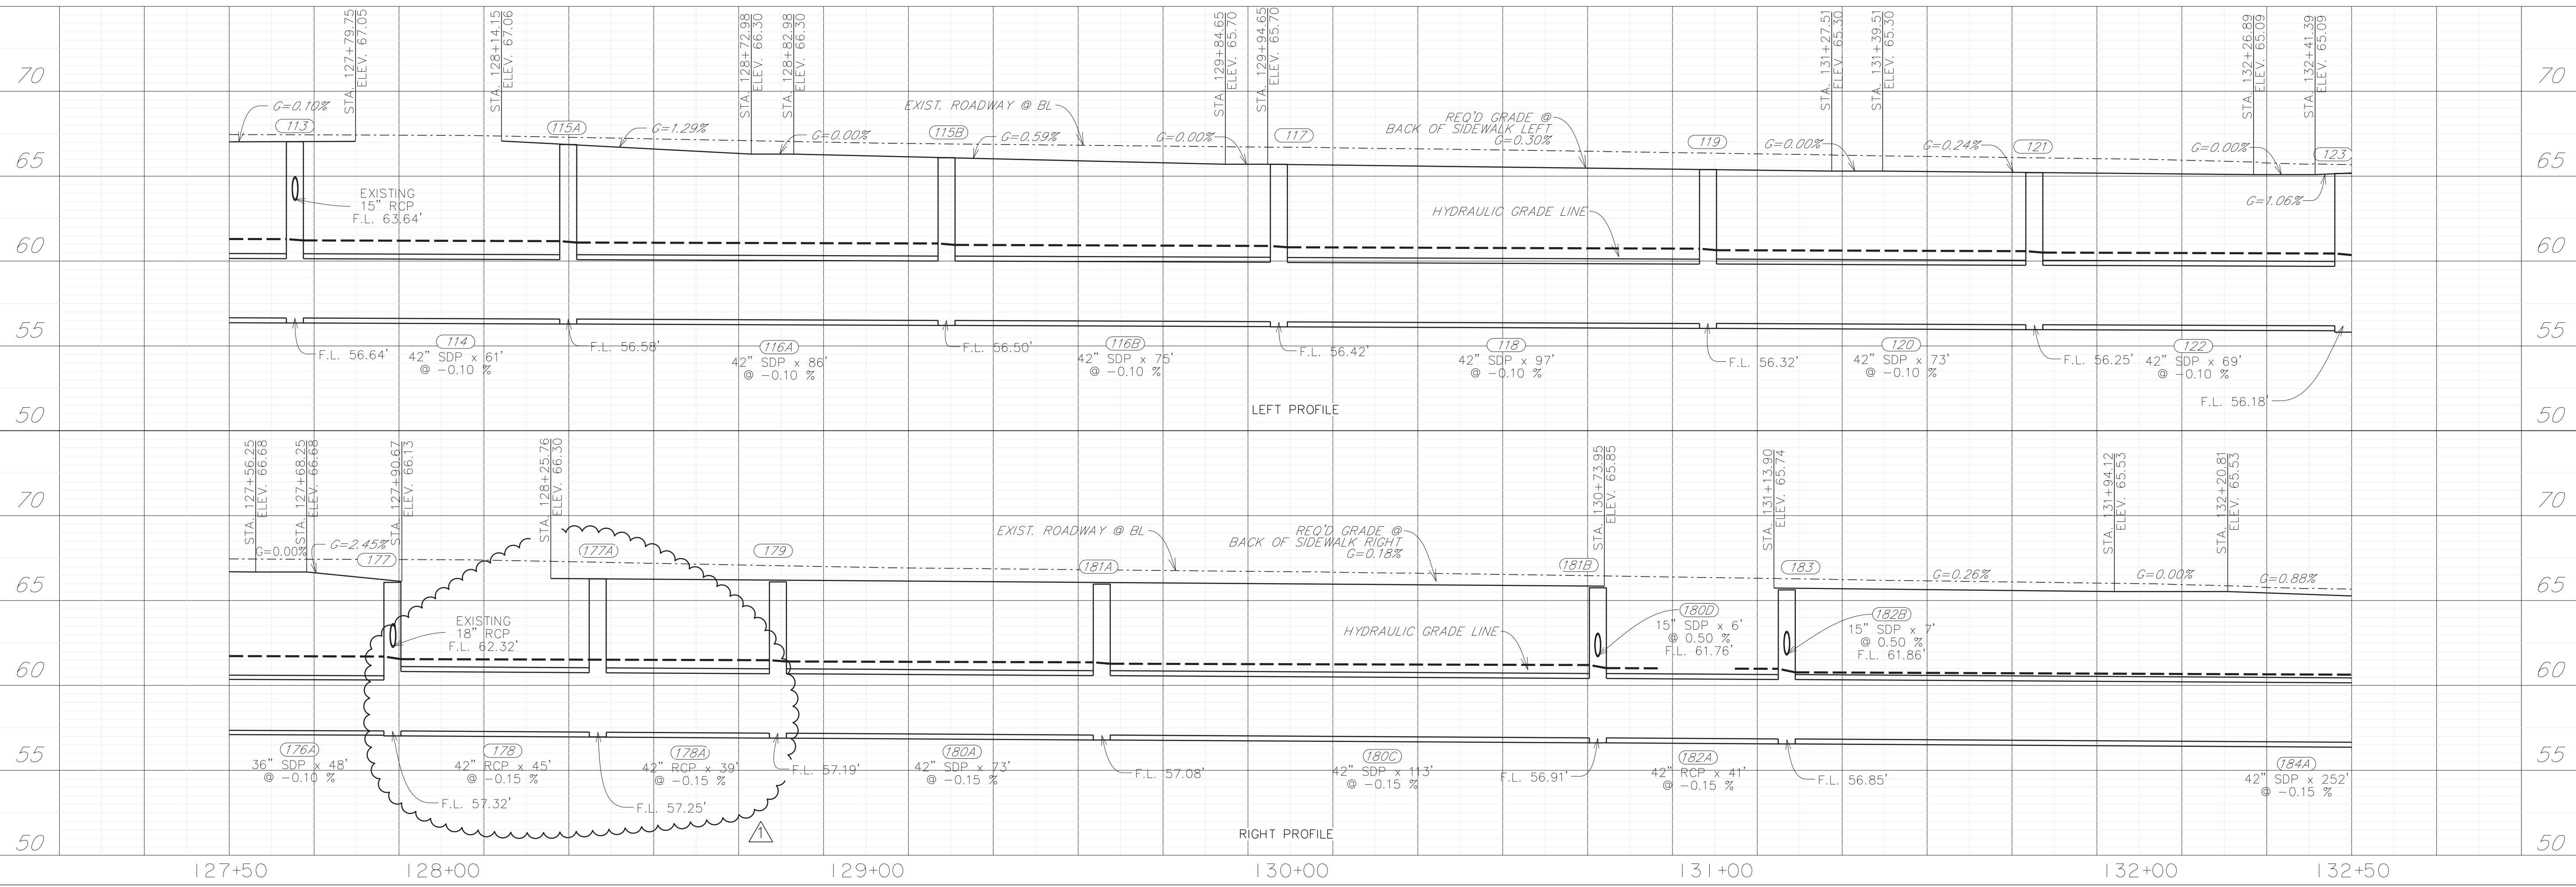 STA. 127+79.75
ELEV. 67.05
STA. 128+14.15
ELEV. 67.06
STA. 128+72.98
ELEV. 66.30
STA. 128+82.98
ELEV. 66.30
STA. 129+84.65
ELEV. 65.70
STA. 129+94.65
ELEV. 65.70
STA. 131+27.51
ELEV. 65.30
STA. 131+39.51
ELEV. 65.30
STA. 132+26.89
ELEV. 65.09
STA. 132+41.39
ELEV. 65.09
70
70
G=0.10%
113
115A
G=1.29%
G=0.00%
EXIST. ROADWAY @ BL
115B
G=0.59%
G=0.00%
117
REQ'D GRADE @
BACK OF SIDEWALK LEFT
G=0.30%
119
G=0.00%
G=0.24%
121
G=0.00%
123
65
65
EXISTING
15" RCP
F.L. 63.64'
HYDRAULIC GRADE LINE
G=1.06%
60
60
55
55
F.L. 56.64'
114
42" SDP x 61'
@ -0.10 %
F.L. 56.58'
116A
42" SDP x 86'
@ -0.10 %
F.L. 56.50'
116B
42" SDP x 75'
@ -0.10 %
F.L. 56.42'
118
42" SDP x 97'
@ -0.10 %
F.L. 56.32'
120
42" SDP x 73'
@ -0.10 %
F.L. 56.25'
122
42" SDP x 69'
@ -0.10 %
F.L. 56.18'
50
LEFT PROFILE
50
STA. 127+56.25
ELEV. 66.68
STA. 127+68.25
ELEV. 66.68
STA. 127+90.67
ELEV. 66.13
STA. 128+25.76
ELEV. 66.30
STA. 130+73.95
ELEV. 65.85
STA. 131+13.90
ELEV. 65.74
STA. 131+94.12
ELEV. 65.53
STA. 132+20.81
ELEV. 65.53
70
70
G=0.00%
G=2.45%
177
177A
179
EXIST. ROADWAY @ BL
REQ'D GRADE @
BACK OF SIDEWALK RIGHT
G=0.18%
181A
181B
183
G=0.26%
G=0.00%
G=0.88%
65
65
EXISTING
18" RCP
F.L. 62.32'
HYDRAULIC GRADE LINE
180D
15" SDP x 6'
@ 0.50 %
F.L. 61.76'
182B
15" SDP x 7'
@ 0.50 %
F.L. 61.86'
60
60
55
55
176A
36" SDP x 48'
@ -0.10 %
F.L. 57.32'
178
42" RCP x 45'
@ -0.15 %
F.L. 57.25'
178A
42" RCP x 39'
@ -0.15 %
F.L. 57.19'
180A
42" SDP x 73'
@ -0.15 %
F.L. 57.08'
180C
42" SDP x 113'
@ -0.15 %
F.L. 56.91'
182A
42" RCP x 41'
@ -0.15 %
F.L. 56.85'
184A
42" SDP x 252'
@ -0.15 %
1
50
RIGHT PROFILE
50
127+50
128+00
129+00
130+00
131+00
132+00
132+50